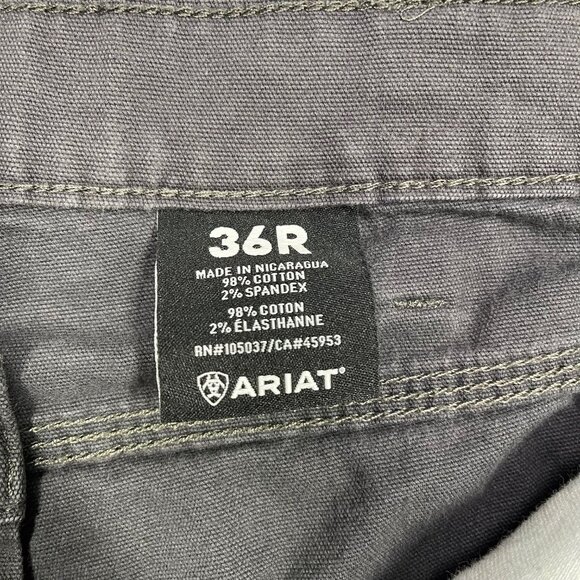 36R
MADE IN NICARAGUA
98% COTTON
2% SPANDEX
98% COTON
2% ÉLASTHANNE
RN#105037/CA#45953
ARIAT®